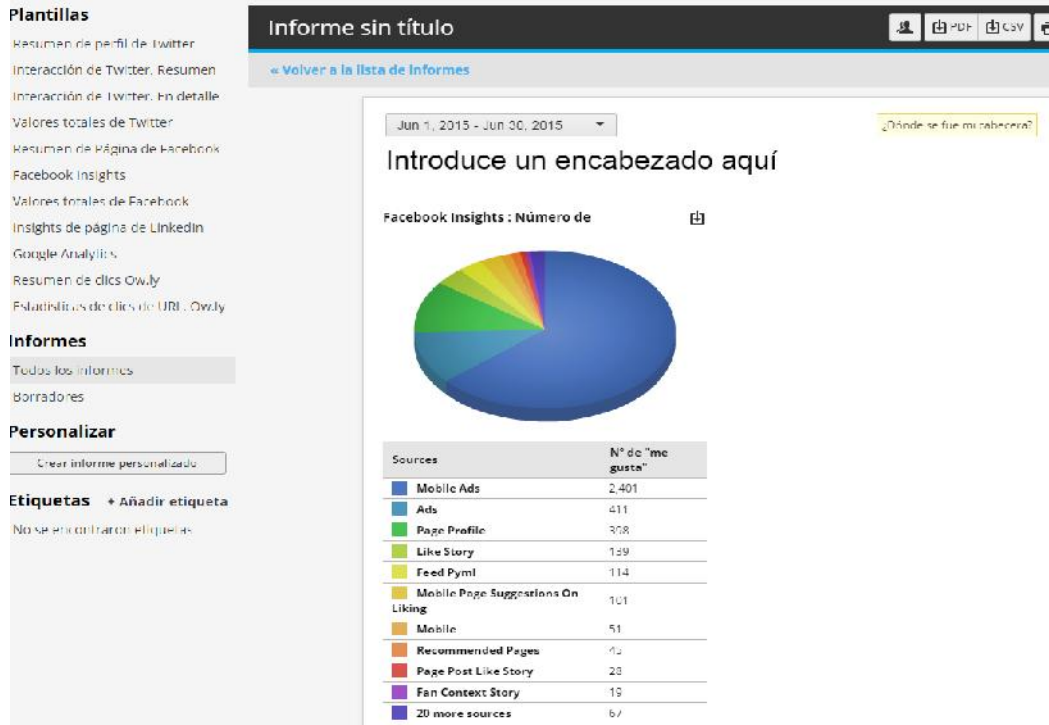 Plantillas
Resumen de perfil de Twitter
Interacción de Twitter. Resumen
Interacción de Twitter. En detalle
Valores totales de Twitter
Resumen de Página de Facebook
Facebook Insights
Valores totales de Facebook
Insights de página de LinkedIn
Google Analytics
Resumen de clics Ow.ly
Estadísticas de clics de URL. Ow.ly
Informes
Todos los informes
Borradores
Personalizar
Crear informe personalizado
Etiquetas + Añadir etiqueta
No se encontraron etiquetas
Informe sin título
PDF CSV
« Volver a la lista de informes
Jun 1, 2015 - Jun 30, 2015
¿Dónde se fue mi cabecera?
Introduce un encabezado aquí
Facebook Insights : Número de
Sources N° de "me
gusta"
Mobile Ads 2,401
Ads 411
Page Profile 398
Like Story 139
Feed Pyml 114
Mobile Page Suggestions On
Liking 101
Mobile 51
Recommended Pages 45
Page Post Like Story 28
Fan Context Story 19
20 more sources 67